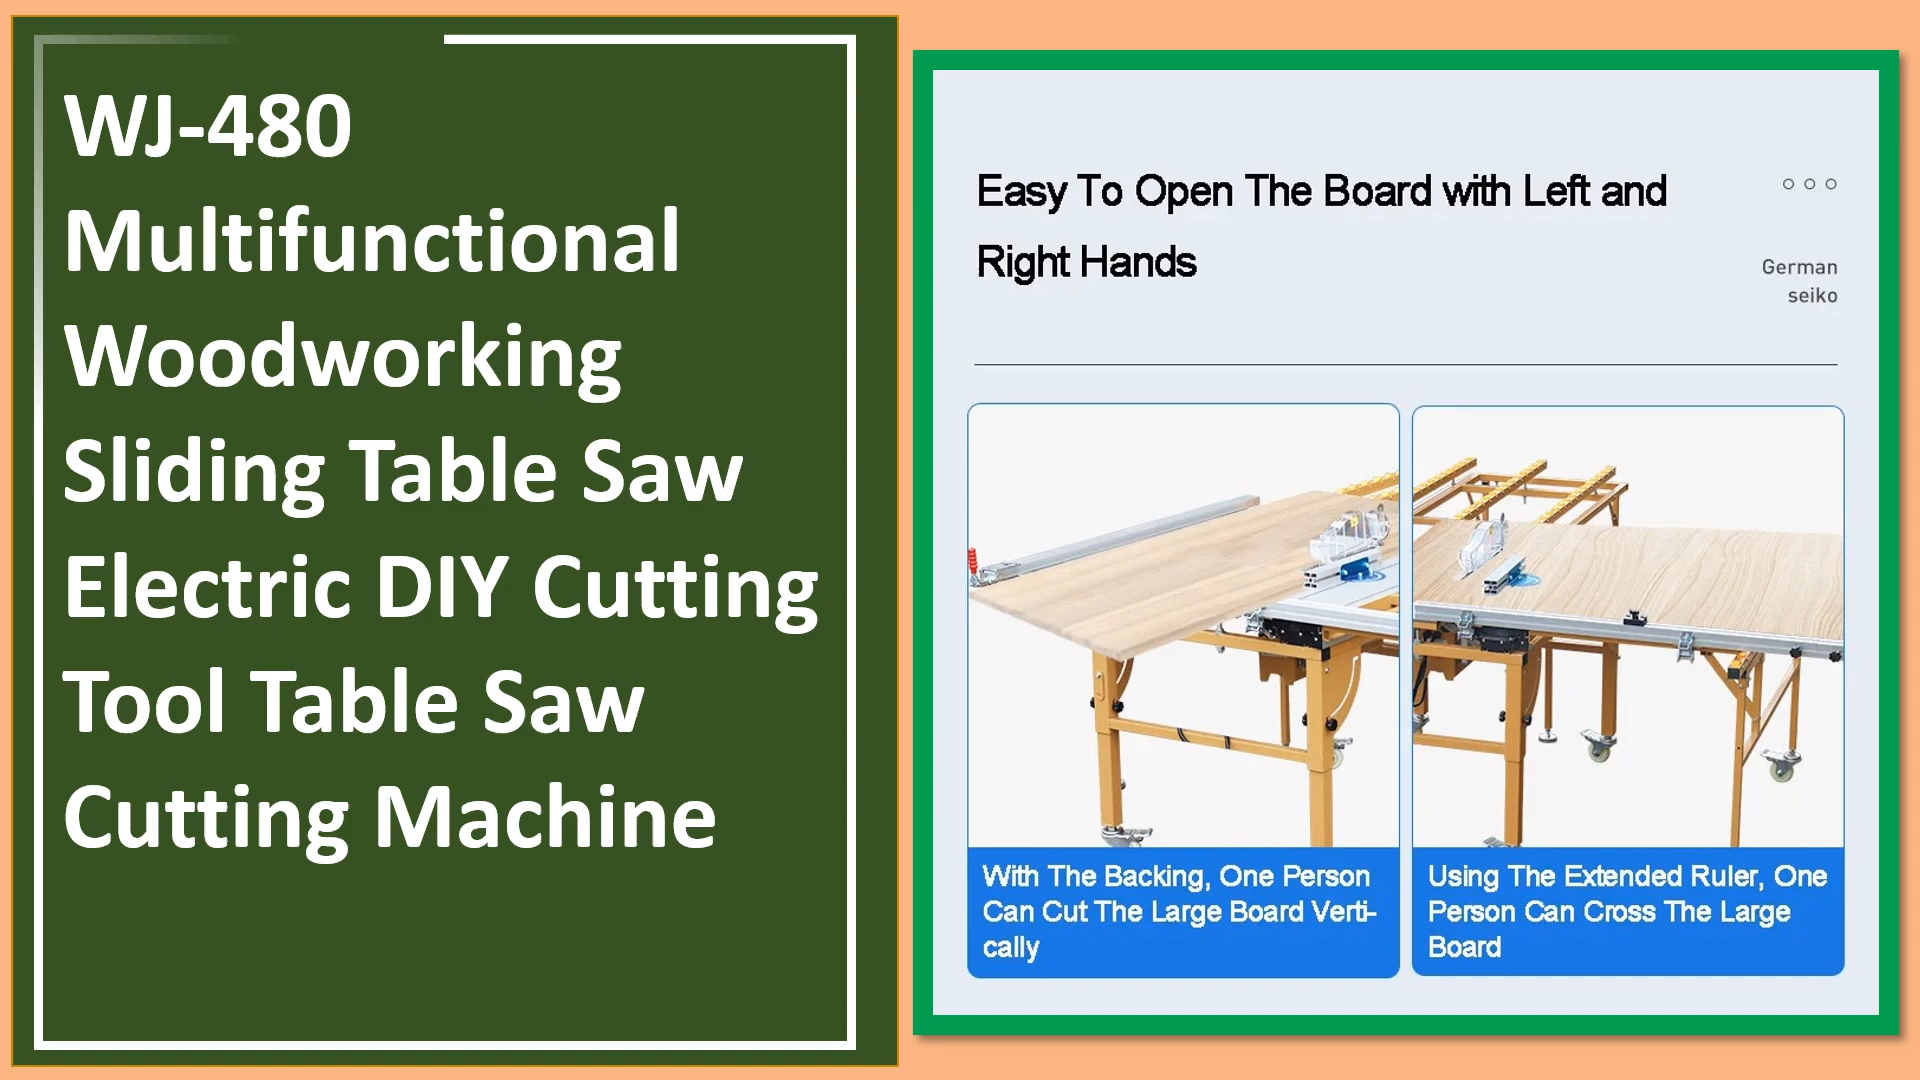 WJ-480
Multifunctional
Woodworking
Sliding Table Saw
Electric DIY Cutting
Tool Table Saw
Cutting Machine
Easy To Open The Board with Left and
Right Hands
German
seiko
With The Backing, One Person
Can Cut The Large Board Verti-
cally
Using The Extended Ruler, One
Person Can Cross The Large
Board